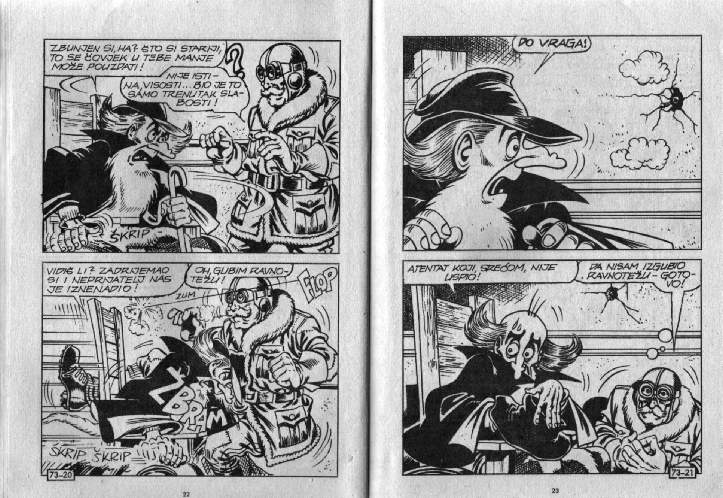 ZBUNJEN SI, HA? ŠTO SI STARIJI,
TO SE ČOVJEK U TEBE MANJE
MOŽE POUZDATI!
?
NIJE ISTI-
NA, VISOSTI... BIO JE TO
SAMO TRENUTAK SLA-
BOSTI!
ŠKRIP
VIDIŠ LI? ZADRIJEMAO
SI I NEPRIJATELJ NAS
JE IZNENADIO!
OH, GUBIM RAVNO-
TEŽU!
ZUM
FLOP
ŠKRIP ŠKRIP
73-20
22
DO VRAGA!
ATENTAT KOJI, SREĆOM, NIJE
USPIO!
DA NISAM IZGUBIO
RAVNOTEŽU - GOTO-
VO!
73-21
23